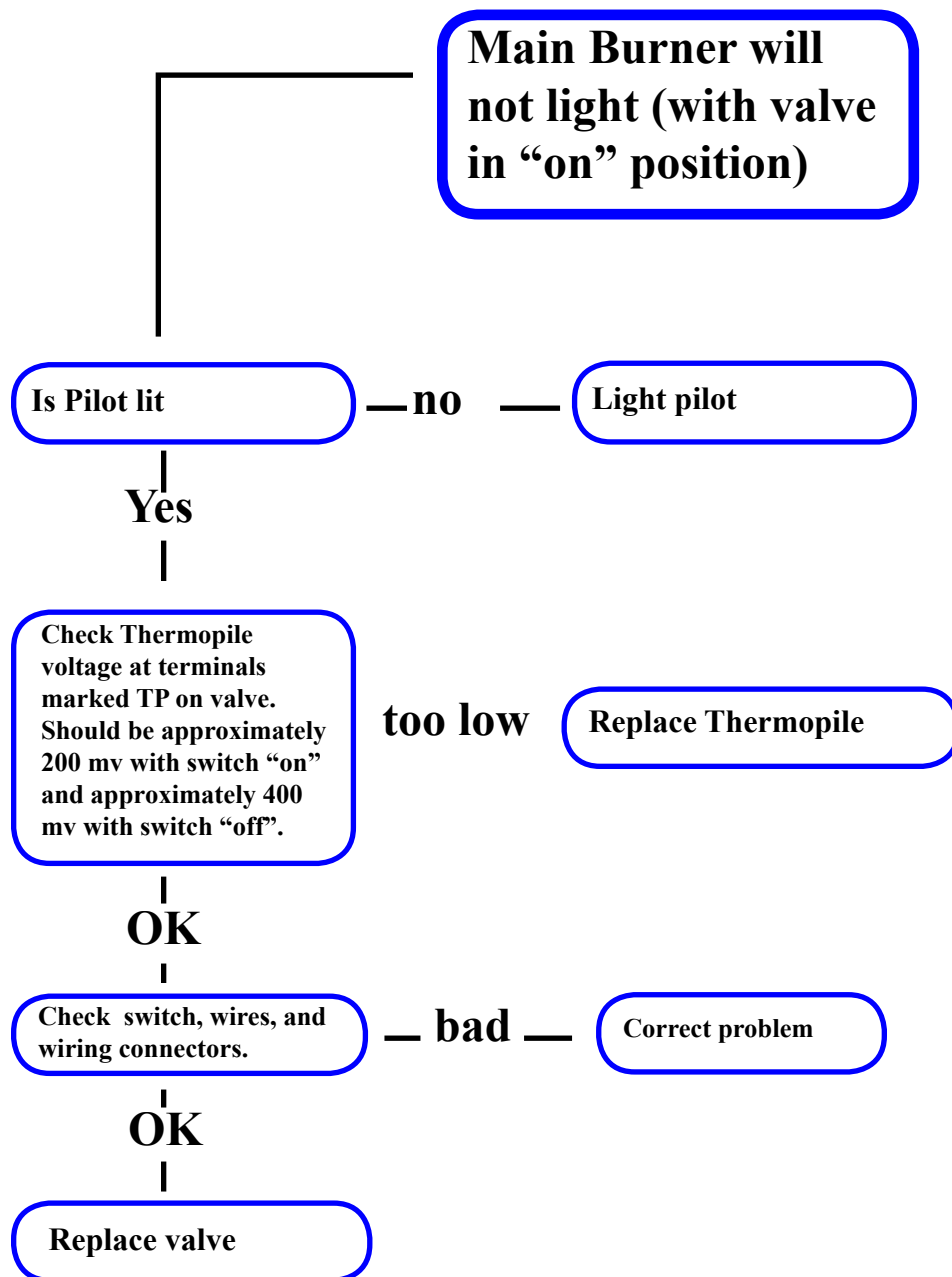 Main Burner will
not light (with valve
in “on” position)
Is Pilot lit
no
Light pilot
Yes
Check Thermopile
voltage at terminals
marked TP on valve.
Should be approximately
200 mv with switch “on”
and approximately 400
mv with switch “off”.
too low
Replace Thermopile
OK
Check  switch, wires, and
wiring connectors.
bad
Correct problem
OK
Replace valve